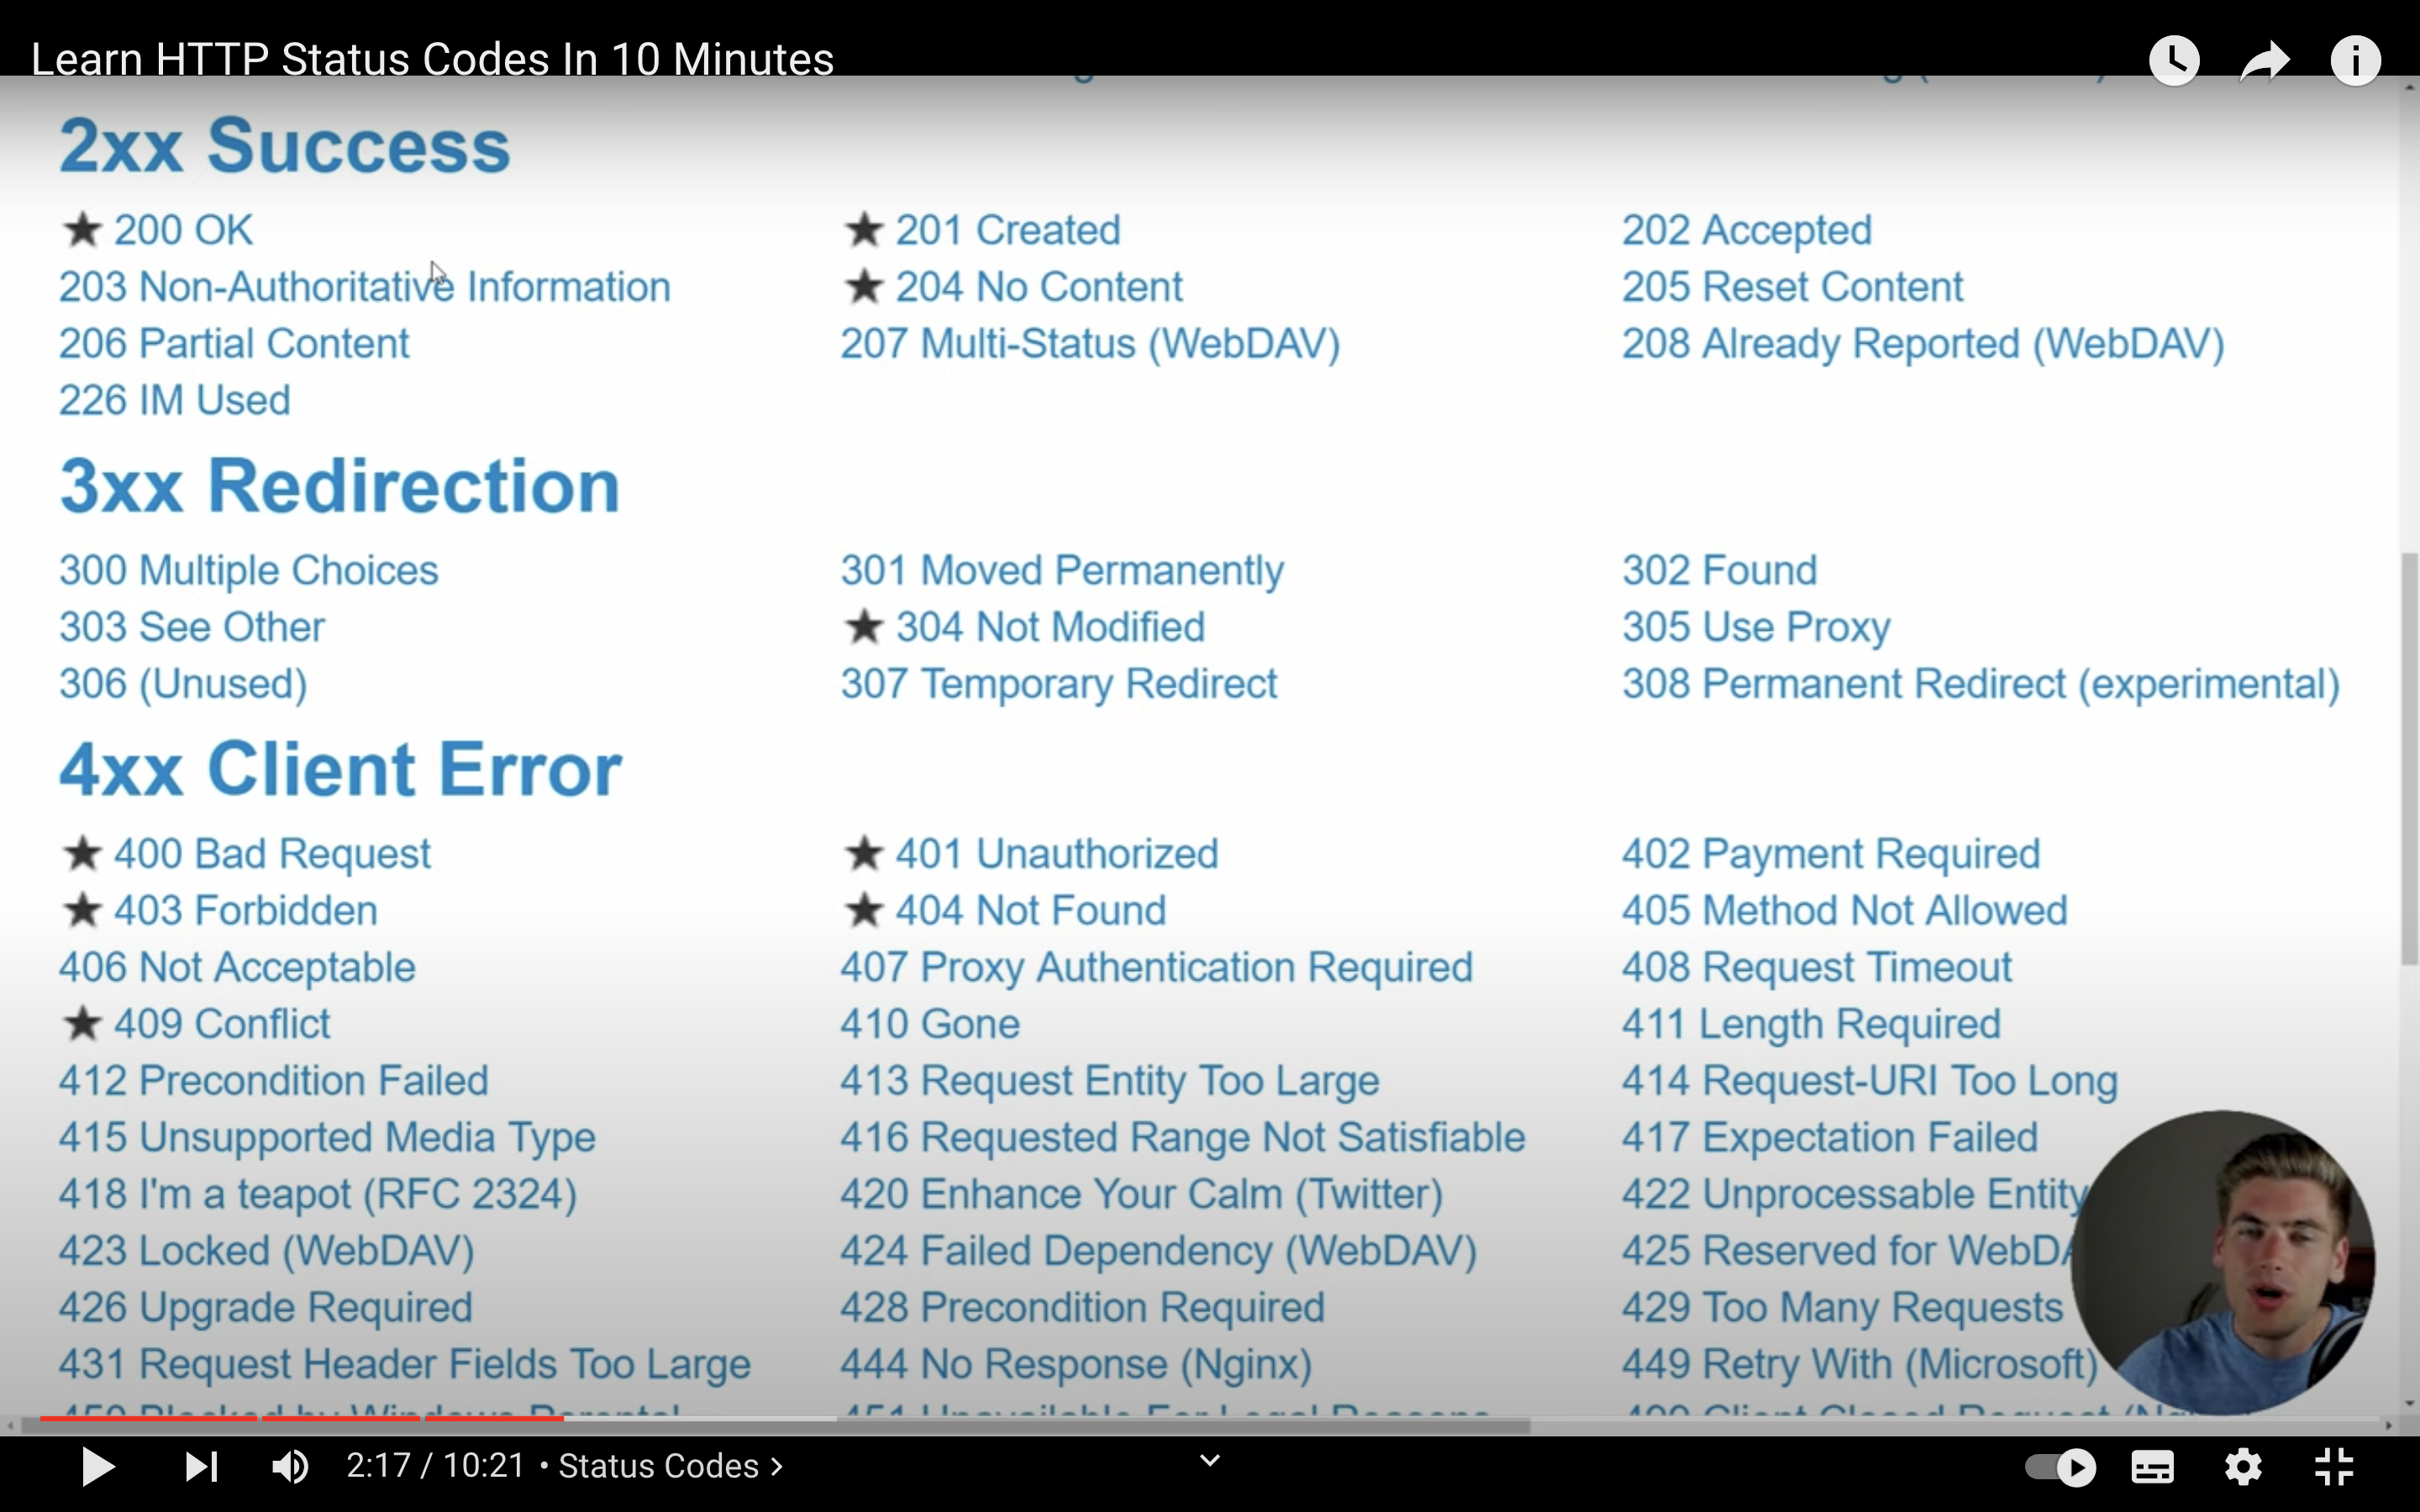 Learn HTTP Status Codes In 10 Minutes
2xx Success
★ 200 OK ★ 201 Created 202 Accepted
203 Non-Authoritative Information ★ 204 No Content 205 Reset Content
206 Partial Content 207 Multi-Status (WebDAV) 208 Already Reported (WebDAV)
226 IM Used
3xx Redirection
300 Multiple Choices 301 Moved Permanently 302 Found
303 See Other ★ 304 Not Modified 305 Use Proxy
306 (Unused) 307 Temporary Redirect 308 Permanent Redirect (experimental)
4xx Client Error
★ 400 Bad Request ★ 401 Unauthorized 402 Payment Required
★ 403 Forbidden ★ 404 Not Found 405 Method Not Allowed
406 Not Acceptable 407 Proxy Authentication Required 408 Request Timeout
★ 409 Conflict 410 Gone 411 Length Required
412 Precondition Failed 413 Request Entity Too Large 414 Request-URI Too Long
415 Unsupported Media Type 416 Requested Range Not Satisfiable 417 Expectation Failed
418 I'm a teapot (RFC 2324) 420 Enhance Your Calm (Twitter) 422 Unprocessable Entity
423 Locked (WebDAV) 424 Failed Dependency (WebDAV) 425 Reserved for
426 Upgrade Required 428 Precondition Required 429 Too Many Requests
431 Request Header Fields Too Large 444 No Response (Nginx) 449 Retry With (Microsoft)
2:17 / 10:21 • Status Codes >